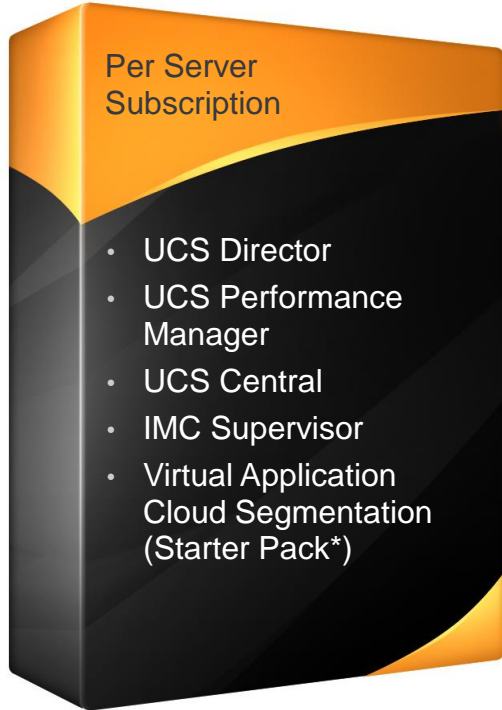 Per Server
Subscription
• UCS Director
• UCS Performance
Manager
• UCS Central
• IMC Supervisor
• Virtual Application
Cloud Segmentation
(Starter Pack*)